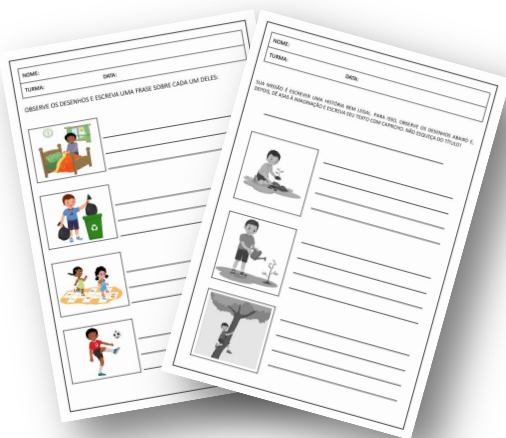 NOME:
TURMA:
DATA:
OBSERVE OS DESENHOS E ESCREVA UMA FRASE SOBRE CADA UM DELES:
NOME:
TURMA:
DATA:
SUA MISSÃO É ESCREVER UMA HISTÓRIA BEM LEGAL. PARA ISSO, OBSERVE OS DESENHOS ABAIXO E,
DEPOIS, DÊ ASAS À IMAGINAÇÃO E ESCREVA SEU TEXTO COM CAPRICHO. NÃO ESQUEÇA DO TÍTULO!